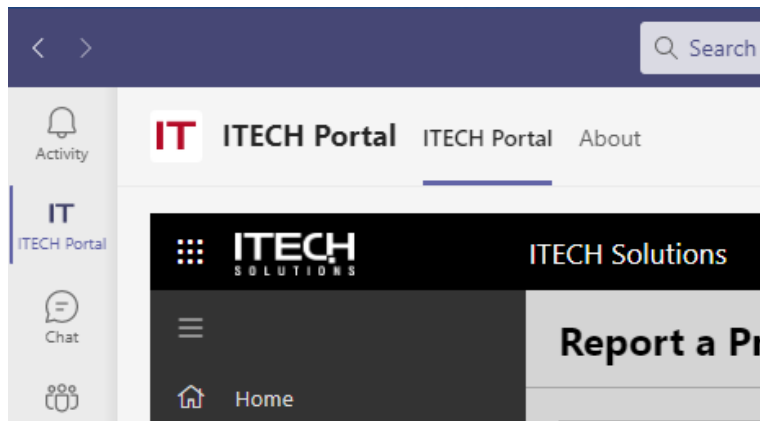 Search
Activity
IT ITECH Portal ITECH Portal About
IT
ITECH Portal
ITECH
SOLUTIONS
ITECH Solutions
Chat
Report a Pr
Home